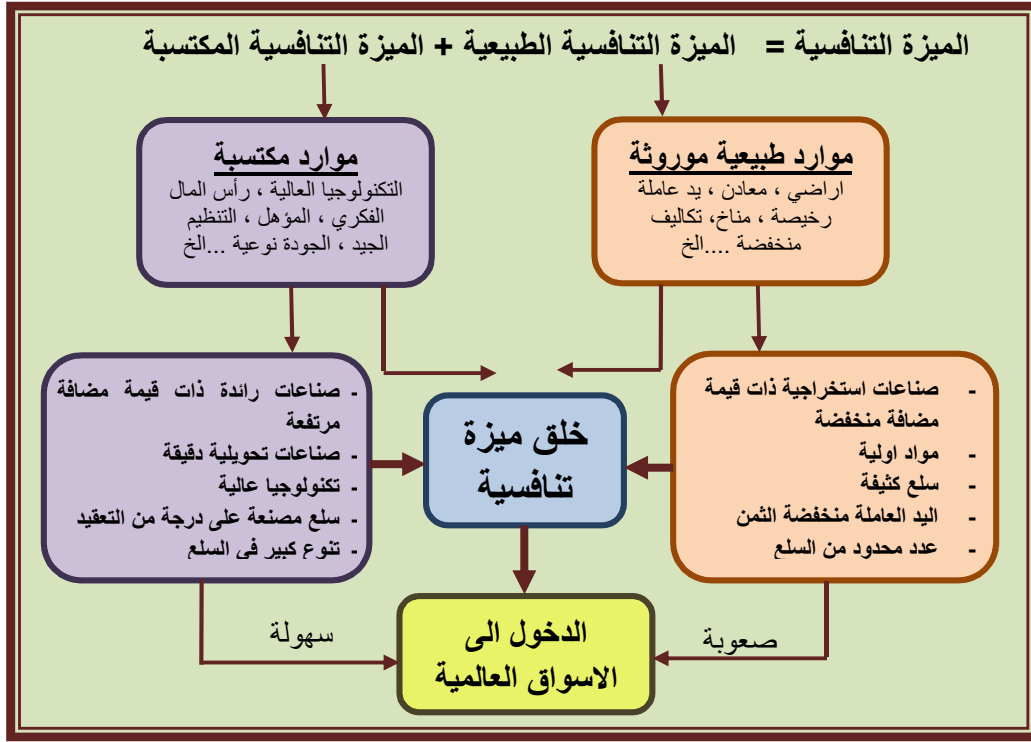 الميزة التنافسية = الميزة التنافسية الطبيعية + الميزة التنافسية المكتسبة
موارد طبيعية موروثة
اراضي ، معادن ، يد عاملة
رخيصة ، مناخ، تكاليف
منخفضة ....الخ
موارد مكتسبة
التكنولوجيا العالية ، رأس المال
الفكري ، المؤهل ، التنظيم
الجيد ، الجودة نوعية ...الخ
- صناعات استخراجية ذات قيمة
مضافة منخفضة
- مواد اولية
- سلع كثيفة
- اليد العاملة منخفضة الثمن
- عدد محدود من السلع
خلق ميزة
تنافسية
- صناعات رائدة ذات قيمة مضافة
مرتفعة
- صناعات تحويلية دقيقة
- تكنولوجيا عالية
- سلع مصنعة على درجة من التعقيد
- تنوع كبير في السلع
صعوبة
الدخول الى
الاسواق العالمية
سهولة